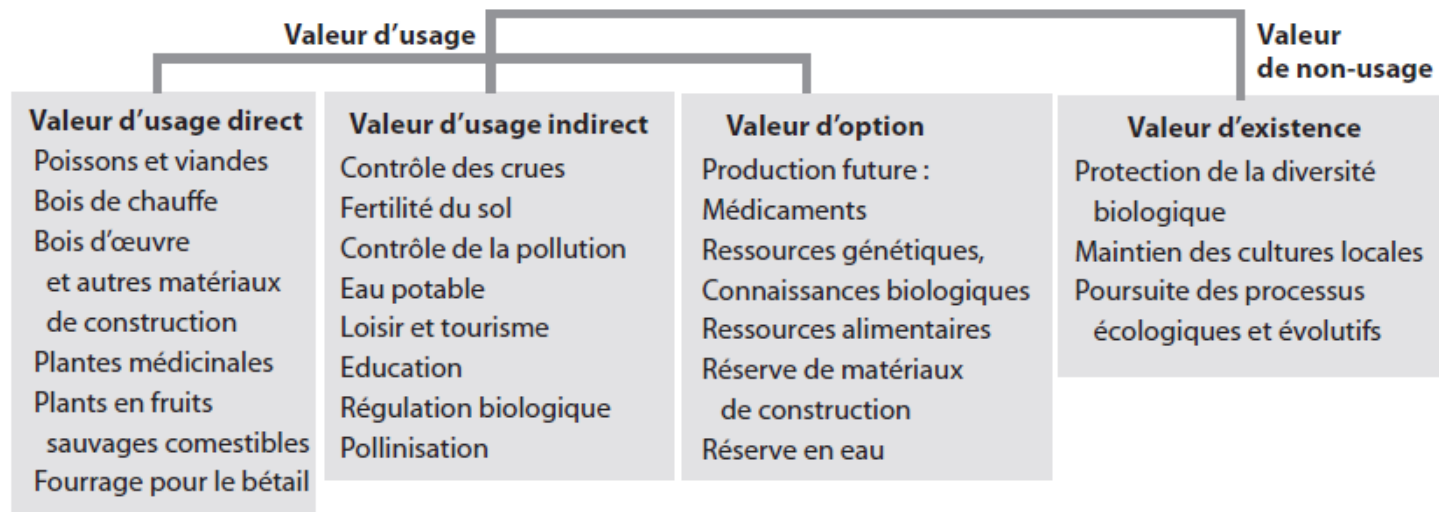 Valeur d'usage
Valeur
de non-usage
Valeur d'usage direct
Poissons et viandes
Bois de chauffe
Bois d'œuvre
et autres matériaux
de construction
Plantes médicinales
Plants en fruits
sauvages comestibles
Fourrage pour le bétail
Valeur d'usage indirect
Contrôle des crues
Fertilité du sol
Contrôle de la pollution
Eau potable
Loisir et tourisme
Education
Régulation biologique
Pollinisation
Valeur d'option
Production future :
Médicaments
Ressources génétiques,
Connaissances biologiques
Ressources alimentaires
Réserve de matériaux
de construction
Réserve en eau
Valeur d'existence
Protection de la diversité
biologique
Maintien des cultures locales
Poursuite des processus
écologiques et évolutifs